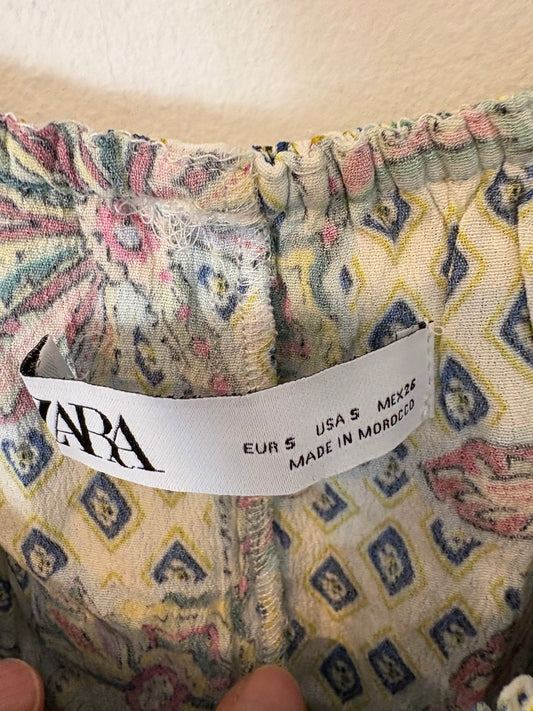 ZARA
EUR S USA S MEX 26
MADE IN MOROCCO